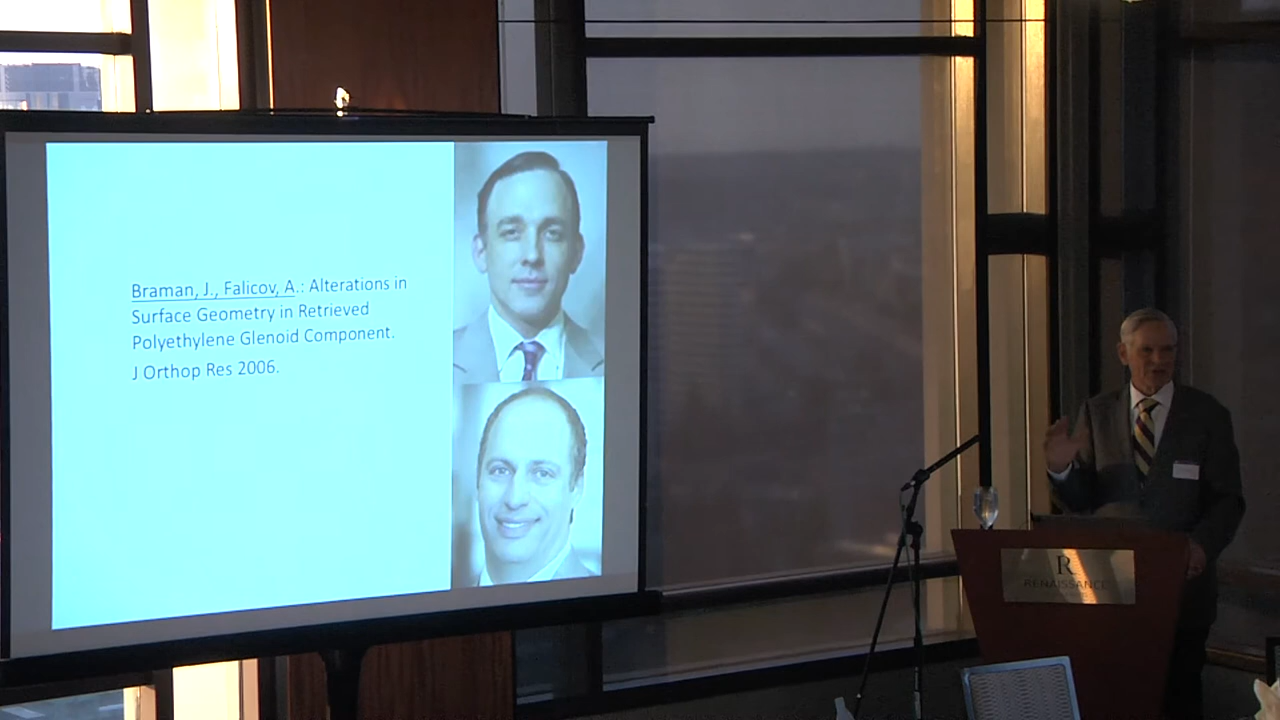 Braman, J., Falicov, A.: Alterations in
Surface Geometry in Retrieved
Polyethylene Glenoid Component.
J Orthop Res 2006.
R
RENAISSANCE